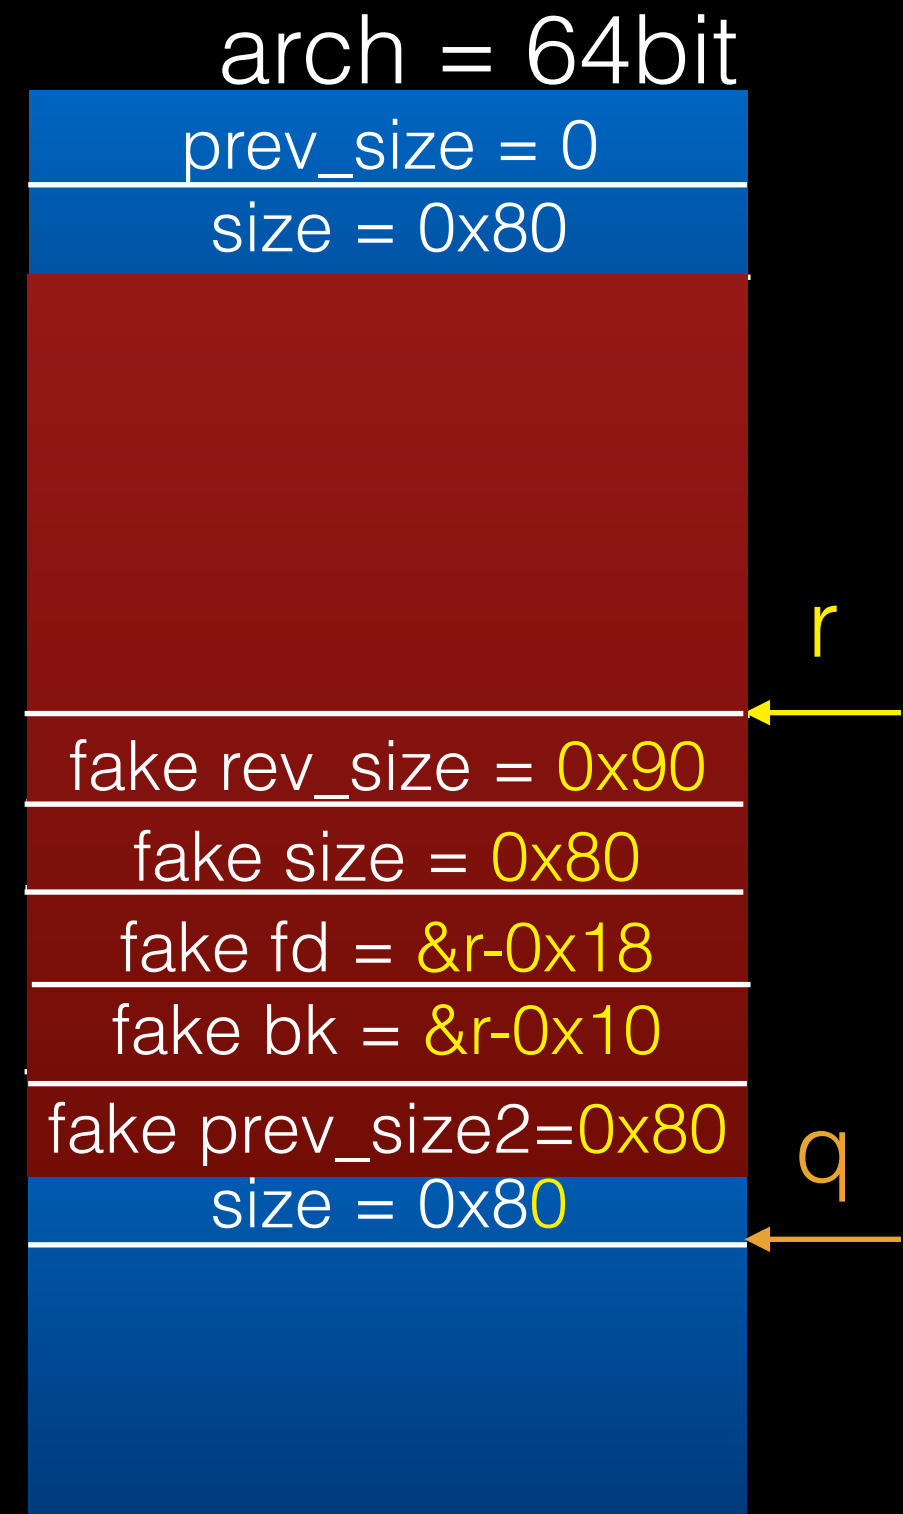 arch = 64bit
prev_size = 0
size = 0x80
r
fake rev_size = 0x90
fake size = 0x80
fake fd = &r-0x18
fake bk = &r-0x10
fake prev_size2=0x80
q
size = 0x80